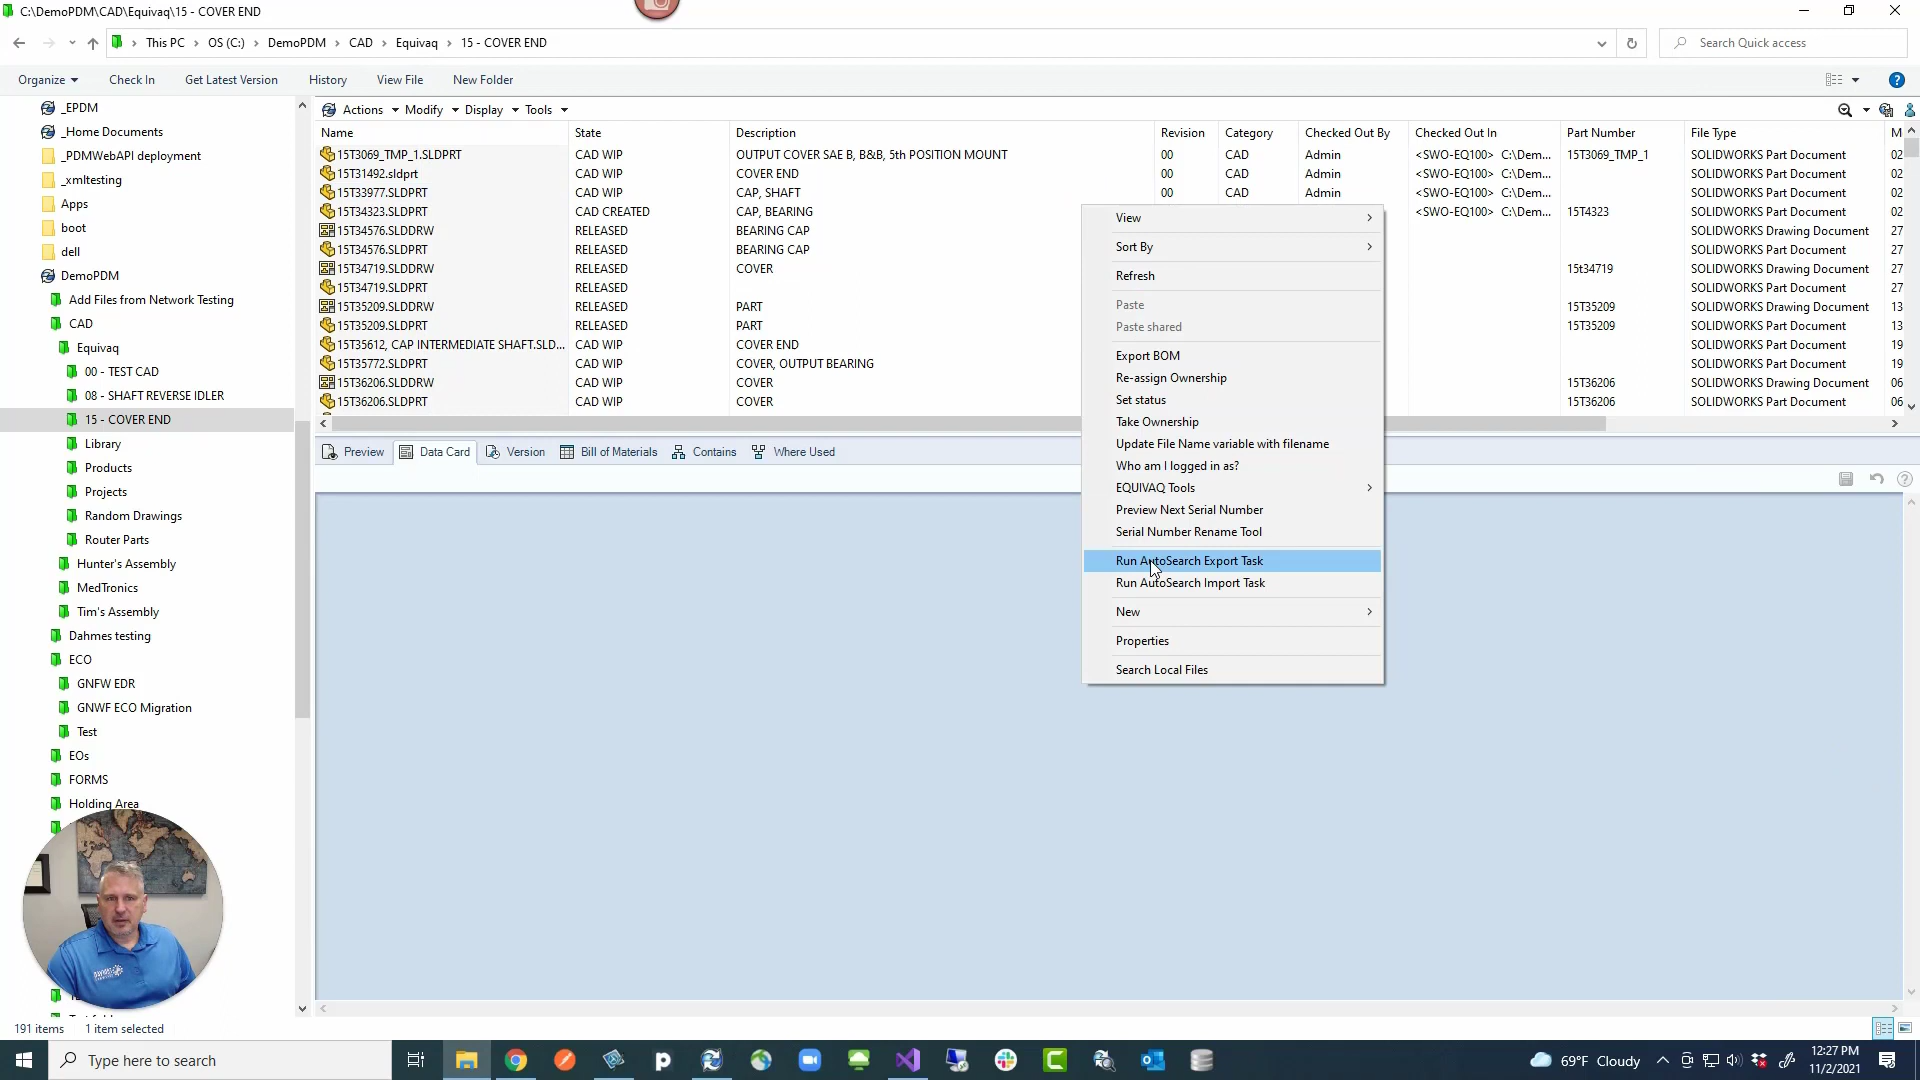 C:\DemoPDM\CAD\Equivaq\15 - COVER END
This PC > OS (C:) > DemoPDM > CAD > Equivaq > 15 - COVER END
Search Quick access
Organize Check In Get Latest Version History View File New Folder
_EPDM
_Home Documents
_PDMWebAPI deployment
_xmltesting
Apps
boot
dell
DemoPDM
Add Files from Network Testing
CAD
Equivaq
00 - TEST CAD
08 - SHAFT REVERSE IDLER
15 - COVER END
Library
Products
Projects
Random Drawings
Router Parts
Hunter's Assembly
MedTronics
Tim's Assembly
Dahmes testing
ECO
GNFW EDR
GNWF ECO Migration
Test
EOs
FORMS
Holding Area
Actions Modify Display Tools
Name State Description Revision Category Checked Out By Checked Out In Part Number File Type M
15T3069_TMP_1.SLDPRT CAD WIP OUTPUT COVER SAE B, B&B, 5th POSITION MOUNT 00 CAD Admin <SWO-EQ100> C:\Dem... 15T3069_TMP_1 SOLIDWORKS Part Document 02
15T31492.sldprt CAD WIP COVER END 00 CAD Admin <SWO-EQ100> C:\Dem... SOLIDWORKS Part Document 02
15T33977.SLDPRT CAD WIP CAP, SHAFT 00 CAD Admin <SWO-EQ100> C:\Dem... SOLIDWORKS Part Document 02
15T34323.SLDPRT CAD CREATED CAP, BEARING <SWO-EQ100> C:\Dem... 15T4323 SOLIDWORKS Part Document 02
15T34576.SLDDRW RELEASED BEARING CAP SOLIDWORKS Drawing Document 27
15T34576.SLDPRT RELEASED BEARING CAP SOLIDWORKS Part Document 27
15T34719.SLDDRW RELEASED COVER 15t34719 SOLIDWORKS Drawing Document 27
15T34719.SLDPRT RELEASED SOLIDWORKS Part Document 27
15T35209.SLDDRW RELEASED PART 15T35209 SOLIDWORKS Drawing Document 13
15T35209.SLDPRT RELEASED PART 15T35209 SOLIDWORKS Part Document 13
15T35612, CAP INTERMEDIATE SHAFT.SLD... CAD WIP COVER END SOLIDWORKS Part Document 19
15T35772.SLDPRT CAD WIP COVER, OUTPUT BEARING SOLIDWORKS Part Document 19
15T36206.SLDDRW CAD WIP COVER 15T36206 SOLIDWORKS Drawing Document 06
15T36206.SLDPRT CAD WIP COVER 15T36206 SOLIDWORKS Part Document 06
Preview Data Card Version Bill of Materials Contains Where Used
View
Sort By
Refresh
Paste
Paste shared
Export BOM
Re-assign Ownership
Set status
Take Ownership
Update File Name variable with filename
Who am I logged in as?
EQUIVAQ Tools
Preview Next Serial Number
Serial Number Rename Tool
Run AutoSearch Export Task
Run AutoSearch Import Task
New
Properties
Search Local Files
191 items 1 item selected
Type here to search
69°F Cloudy
12:27 PM
11/2/2021